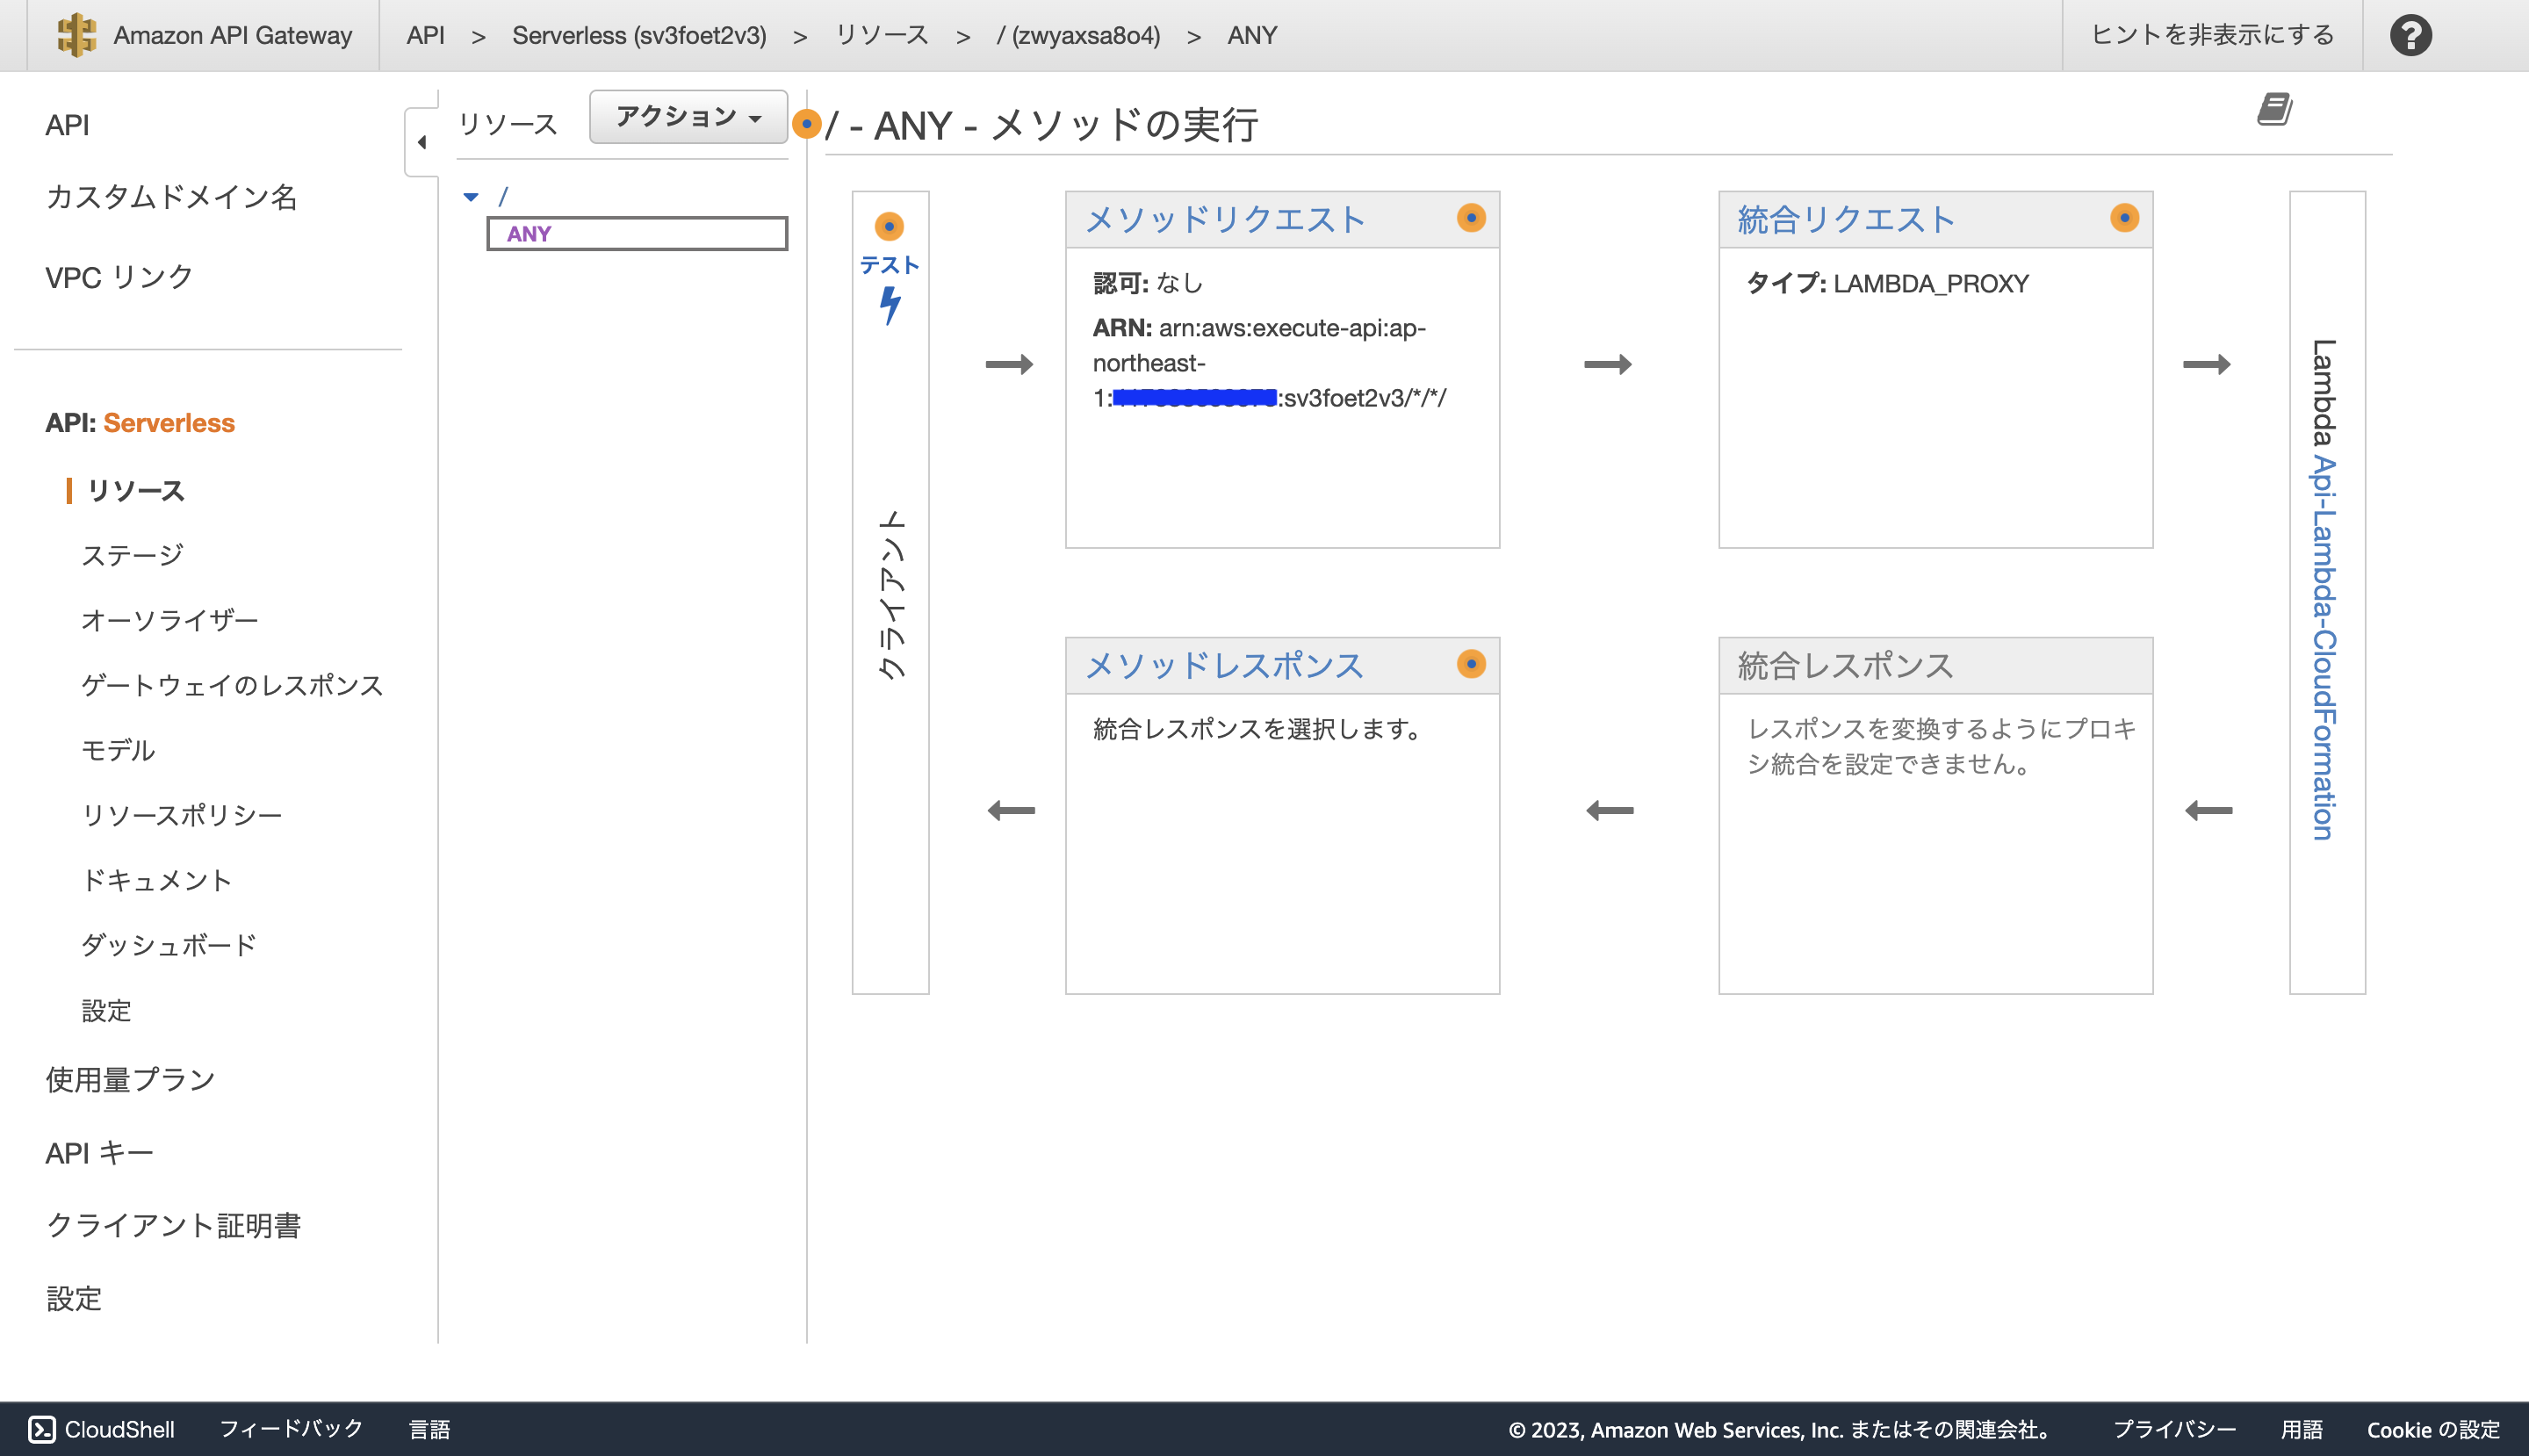 Amazon API Gateway
API > Serverless (sv3foet2v3) > リソース > / (zwyaxsa8o4) > ANY
ヒントを非表示にする
API
カスタムドメイン名
VPC リンク
API: Serverless
リソース
ステージ
オーソライザー
ゲートウェイのレスポンス
モデル
リソースポリシー
ドキュメント
ダッシュボード
設定
使用量プラン
API キー
クライアント証明書
設定
リソース
アクション
/
ANY
/ - ANY - メソッドの実行
テスト
クライアント
メソッドリクエスト
認可: なし
ARN: arn:aws:execute-api:ap-
northeast-
1: :sv3foet2v3/*/*/
統合リクエスト
タイプ: LAMBDA_PROXY
メソッドレスポンス
統合レスポンスを選択します。
統合レスポンス
レスポンスを変換するようにプロキ
シ統合を設定できません。
Lambda Api-Lambda-CloudFormation
CloudShell
フィードバック
言語
© 2023, Amazon Web Services, Inc. またはその関連会社。
プライバシー
用語
Cookie の設定